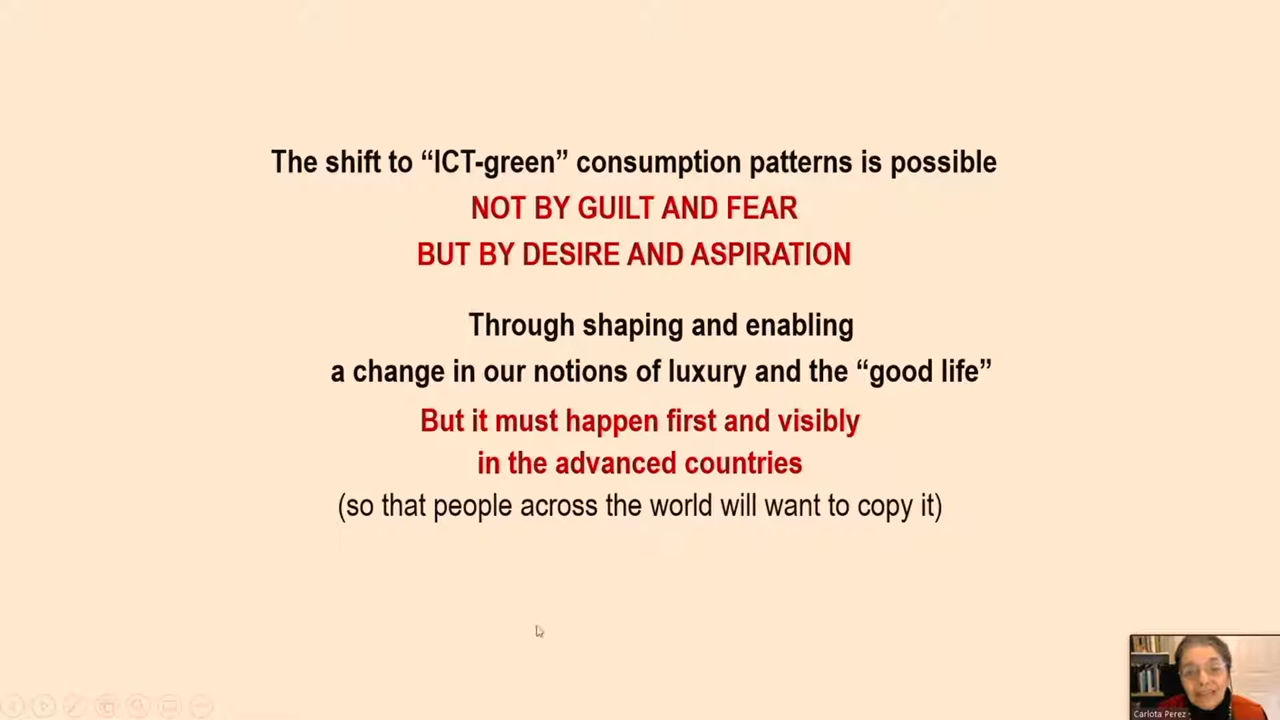 The shift to “ICT-green” consumption patterns is possible
NOT BY GUILT AND FEAR
BUT BY DESIRE AND ASPIRATION
Through shaping and enabling
a change in our notions of luxury and the “good life”
But it must happen first and visibly
in the advanced countries
(so that people across the world will want to copy it)
Carlota Perez -